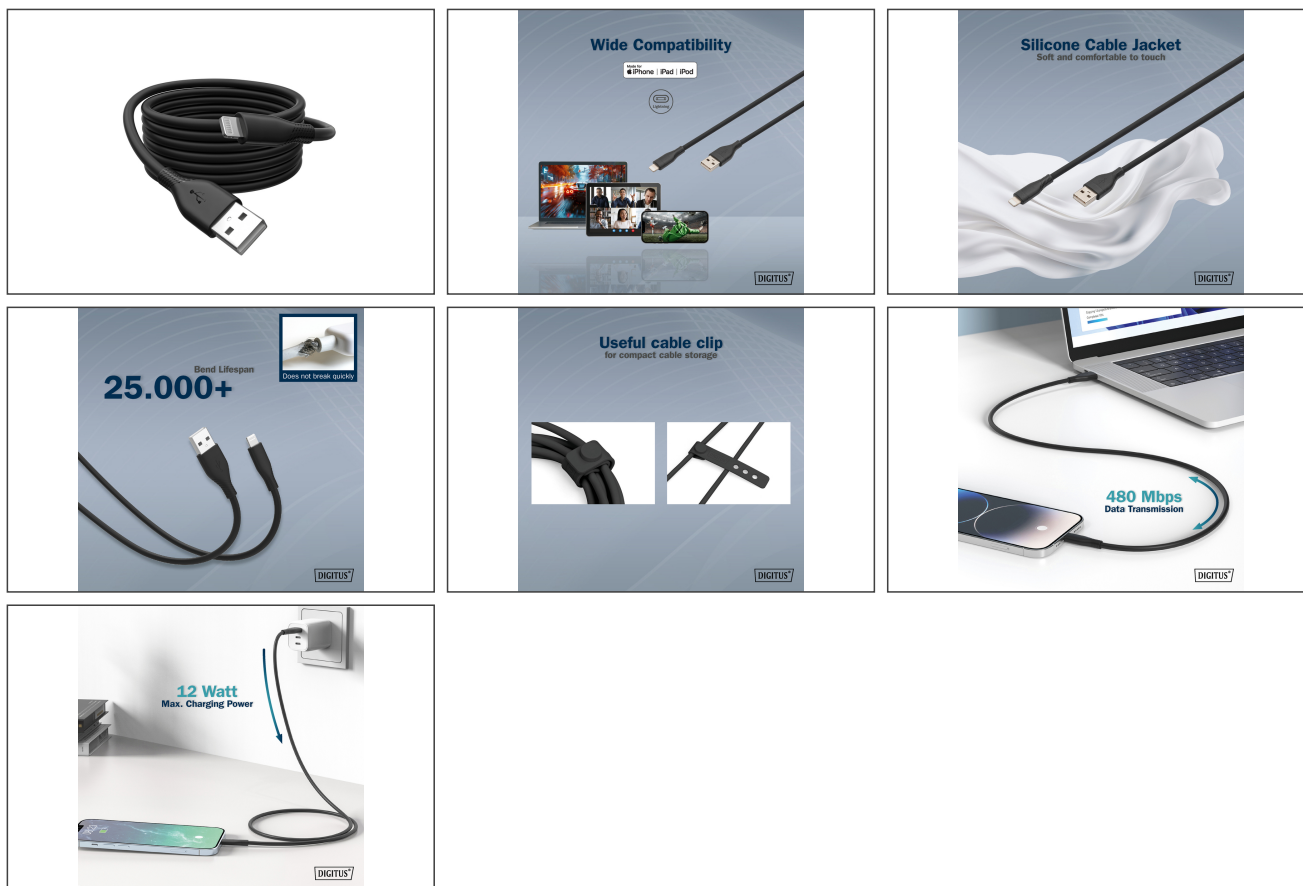 Wide Compatibility
Made for
iPhone | iPad | iPod
Lightning
DIGITUS®
Silicone Cable Jacket
Soft and comfortable to touch
DIGITUS®
Bend Lifespan
25.000+
Does not break quickly
DIGITUS®
Useful cable clip
for compact cable storage
DIGITUS®
480 Mbps
Data Transmission
DIGITUS®
12 Watt
Max. Charging Power
DIGITUS®